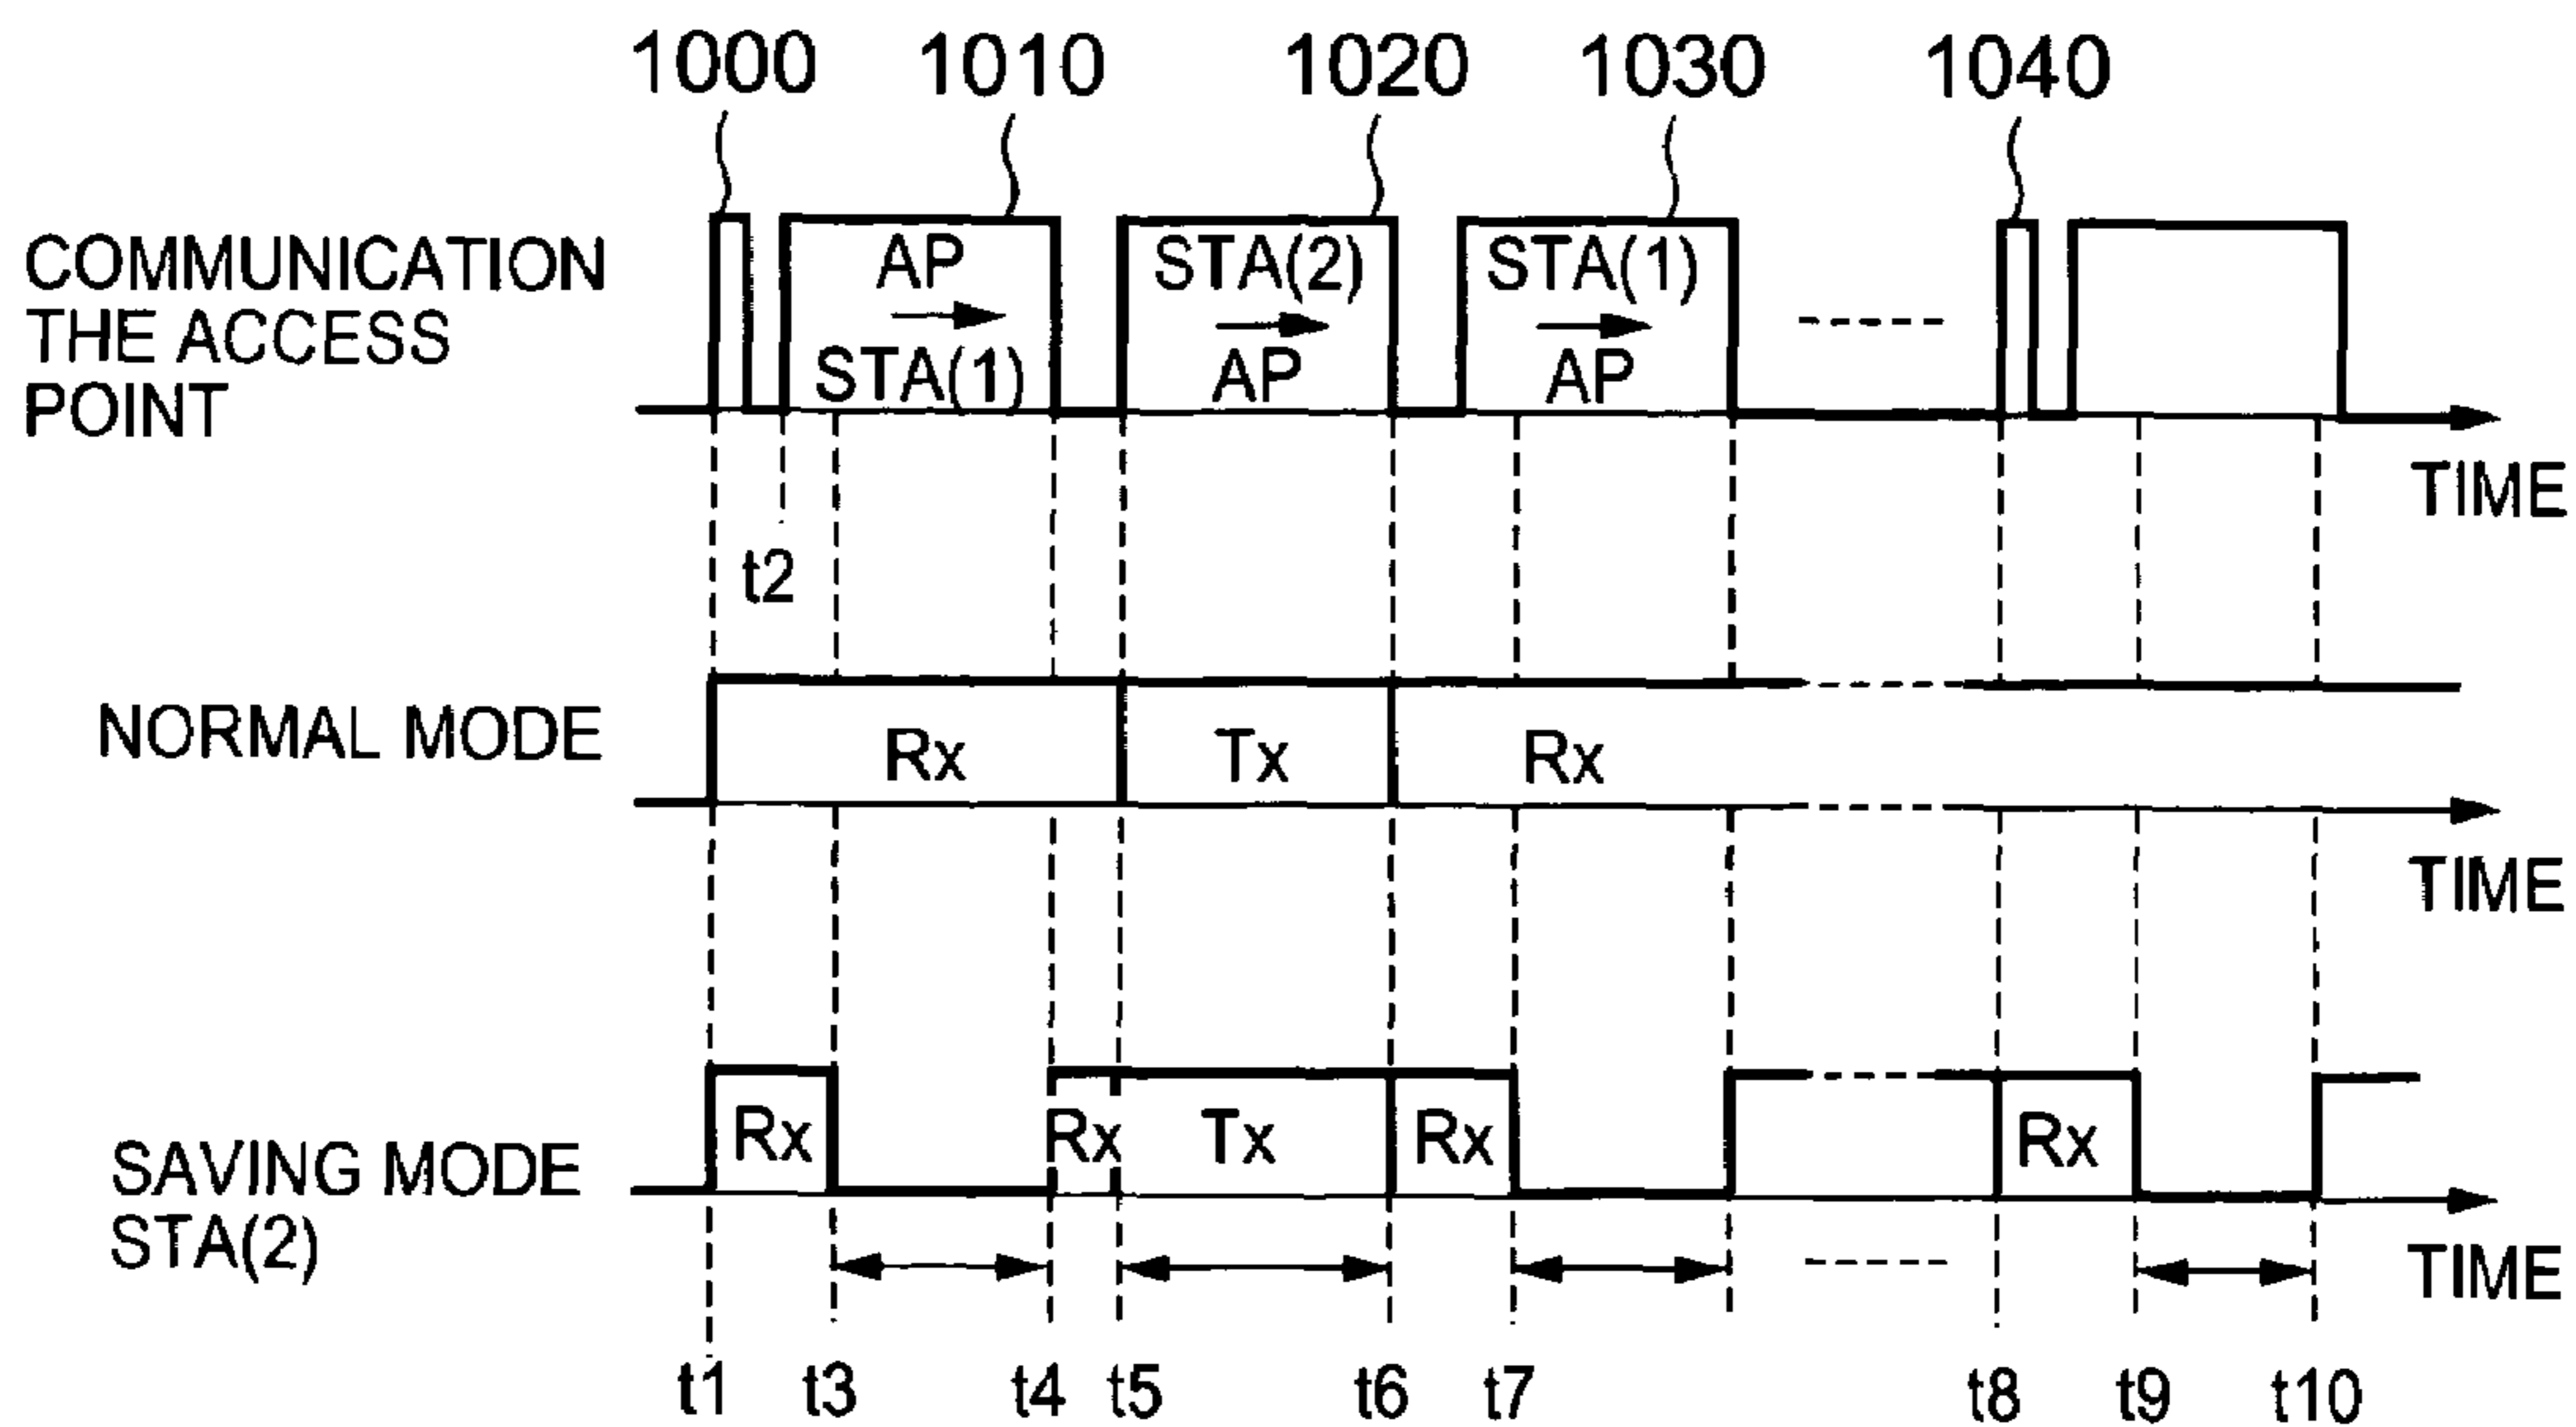 1000 1010 1020 1030 1040
COMMUNICATION
THE ACCESS
POINT
AP
STA(1)
STA(2)
AP
STA(1)
AP
TIME
t2
NORMAL MODE
Rx Tx Rx
TIME
SAVING MODE
STA(2)
Rx Rx Tx Rx Rx
TIME
t1 t3 t4 t5 t6 t7 t8 t9 t10